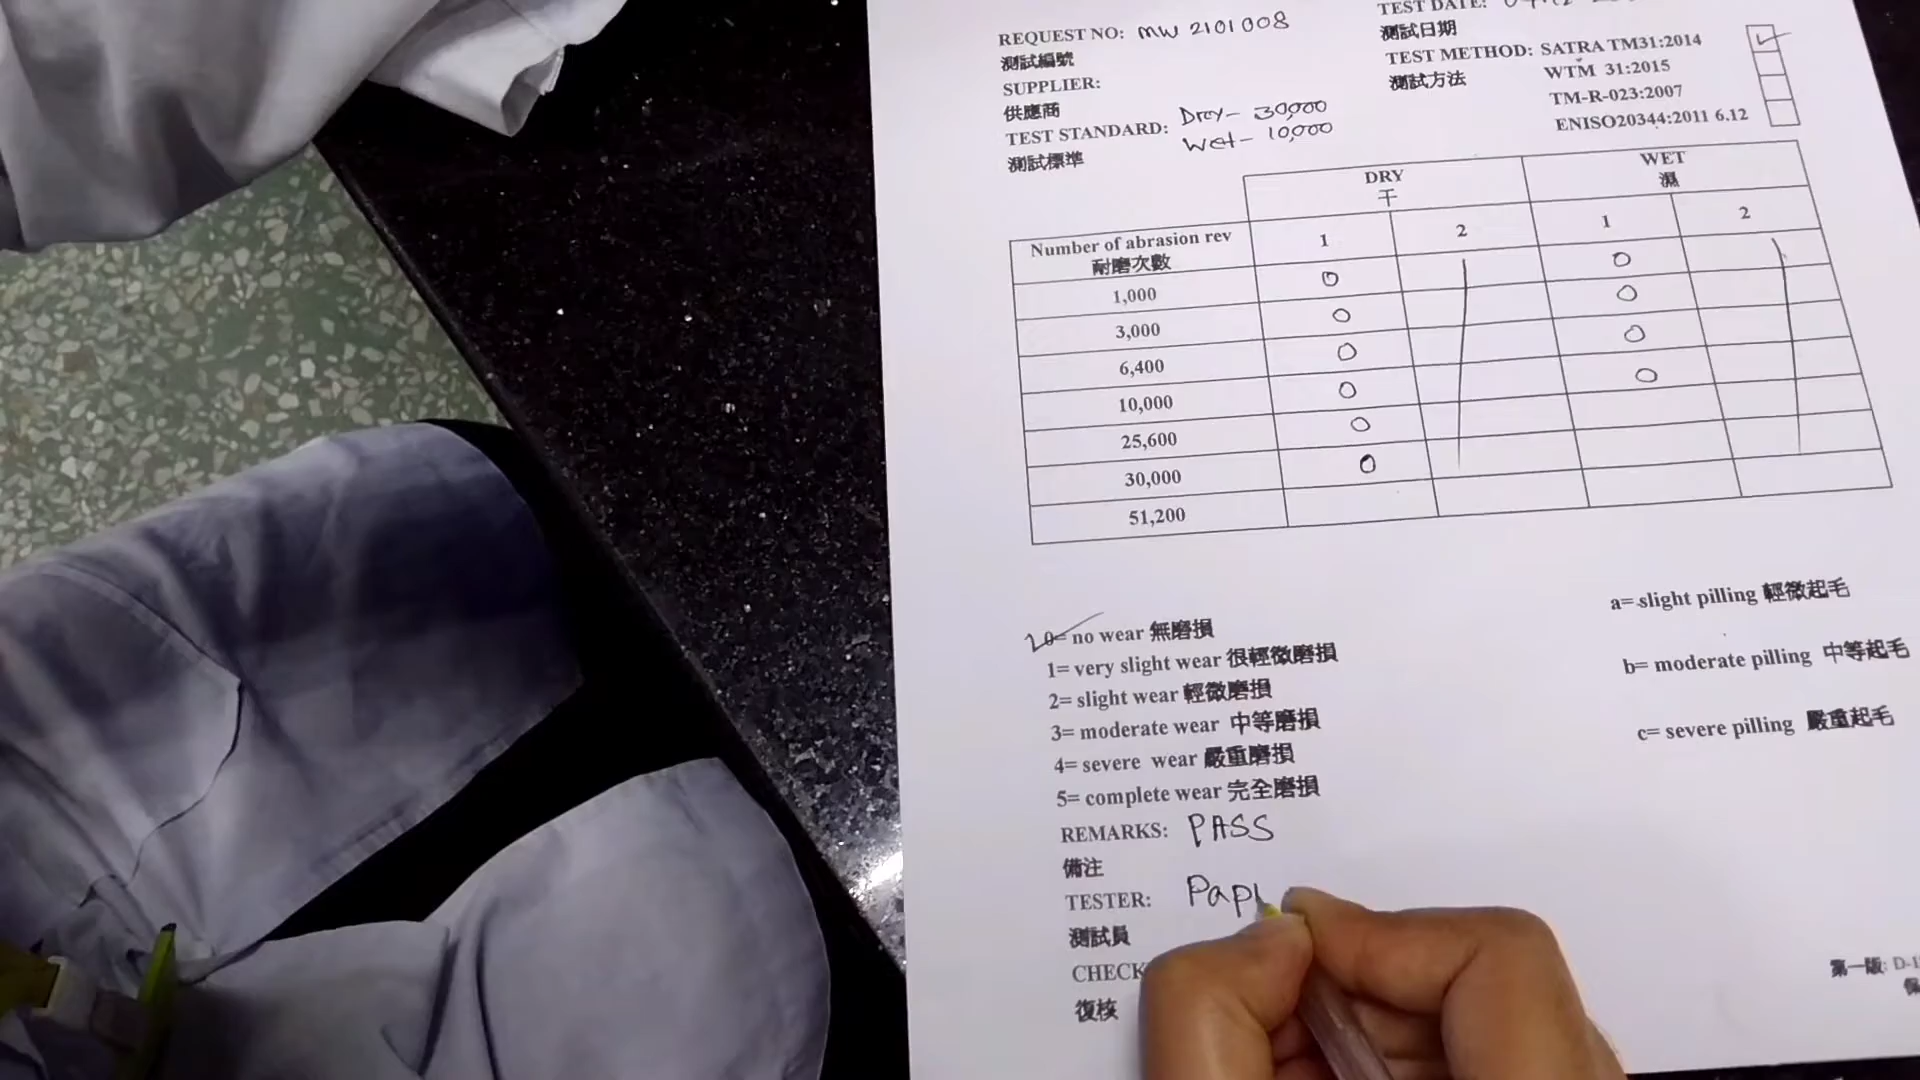 REQUEST NO: MW 2101008
測試編號
SUPPLIER:
供應商
TEST STANDARD: Drey- 30,000
Wet- 10,000
測試標準
TEST DATE:
測試日期
TEST METHOD: SATRA TM31:2014
測試方法 WTM 31:2015
TM-R-023:2007
ENISO20344:2011 6.12
DRY WET
干 濕
Number of abrasion rev 1 2 1 2
耐磨次數
1,000 0 0
3,000 0 0
6,400 0 0
10,000 0 0
25,600 0
30,000 0
51,200
0= no wear 無磨損
1= very slight wear 很輕微磨損
2= slight wear 輕微磨損
3= moderate wear 中等磨損
4= severe wear 嚴重磨損
5= complete wear 完全磨損
a= slight pilling 輕微起毛
b= moderate pilling 中等起毛
c= severe pilling 嚴重起毛
REMARKS: PASS
備注
TESTER: Pap
測試員
CHECK
復核
第一版: D-1
保